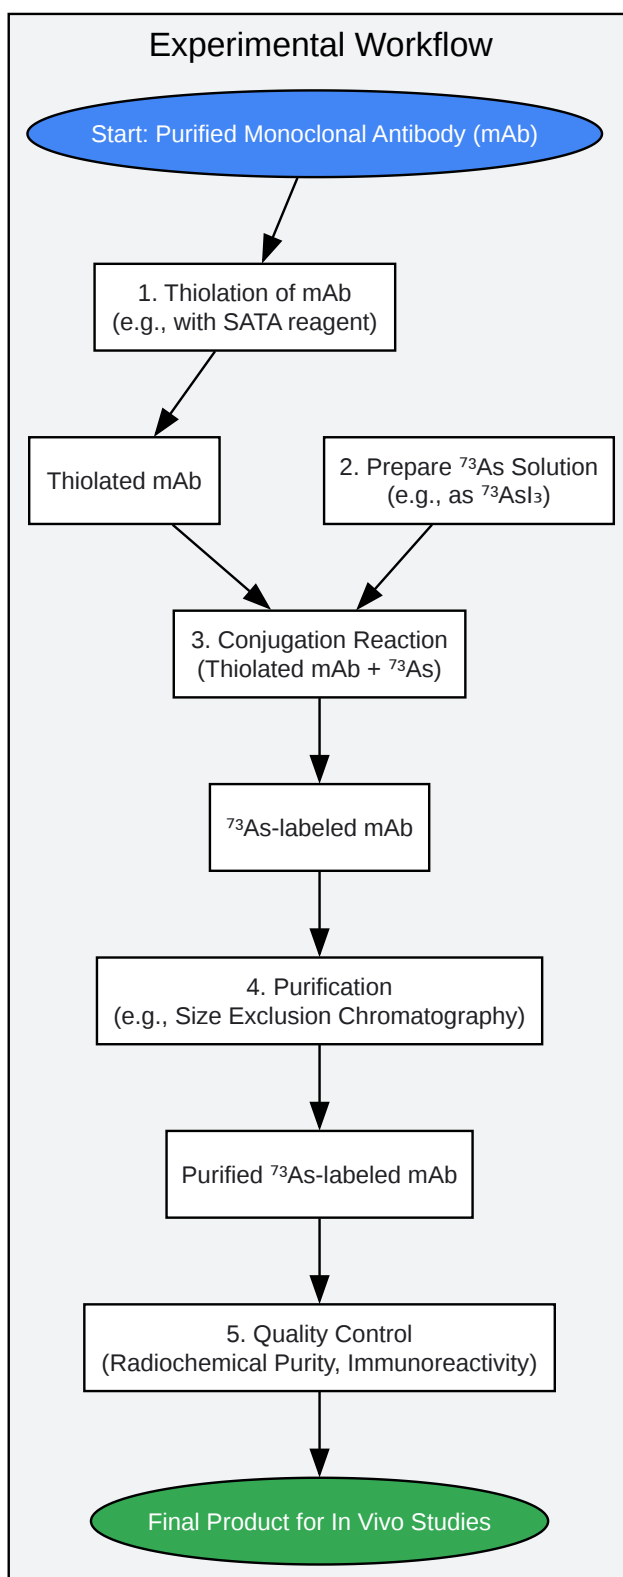 Experimental Workflow
Start: Purified Monoclonal Antibody (mAb)
1. Thiolation of mAb
(e.g., with SATA reagent)
Thiolated mAb
2. Prepare ⁷³As Solution
(e.g., as ⁷³AsI₃)
3. Conjugation Reaction
(Thiolated mAb + ⁷³As)
⁷³As-labeled mAb
4. Purification
(e.g., Size Exclusion Chromatography)
Purified ⁷³As-labeled mAb
5. Quality Control
(Radiochemical Purity, Immunoreactivity)
Final Product for In Vivo Studies